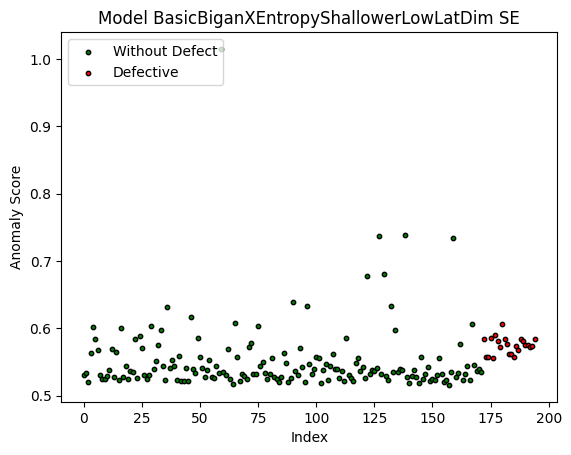 Model BasicBiganXEntropyShallowerLowLatDim SE
Without Defect
Defective
Anomaly Score
1.0
0.9
0.8
0.7
0.6
0.5
0 25 50 75 100 125 150 175 200
Index